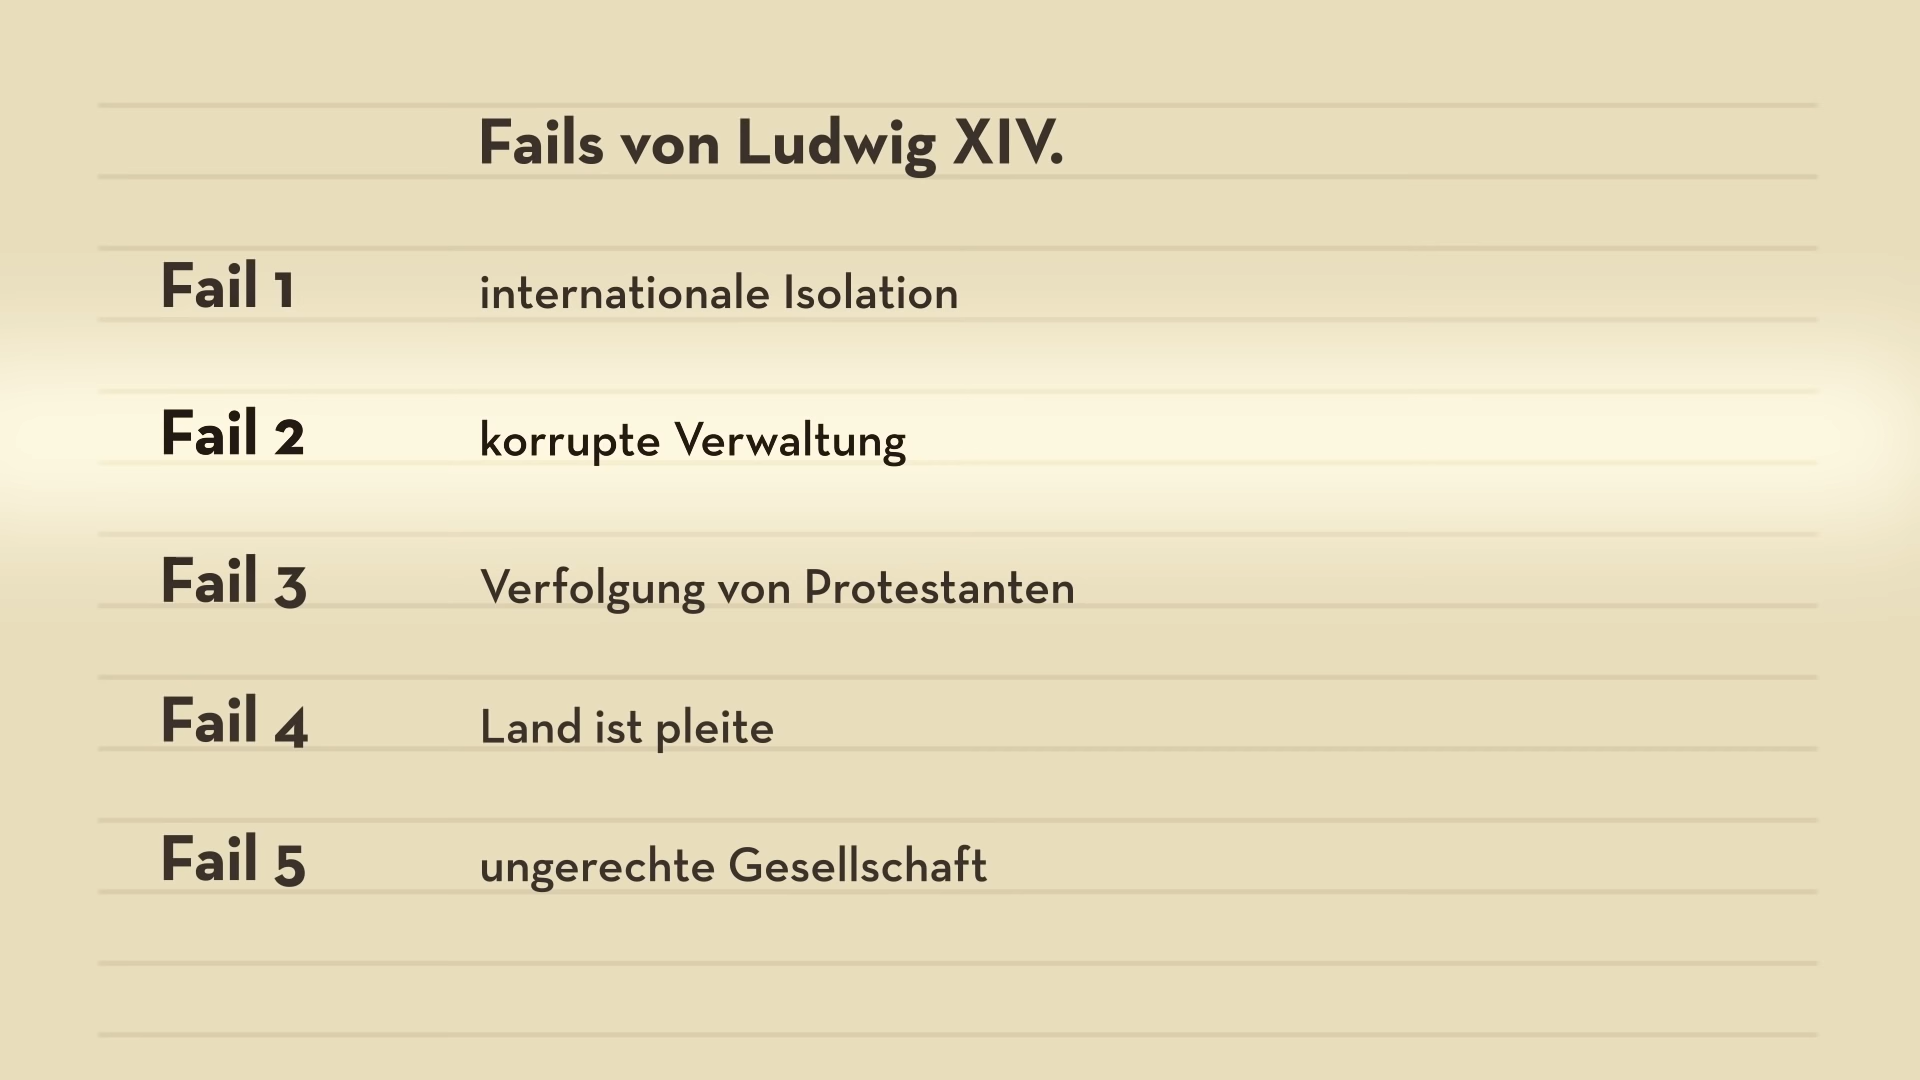 Fails von Ludwig XIV.
Fail 1 internationale Isolation
Fail 2 korrupte Verwaltung
Fail 3 Verfolgung von Protestanten
Fail 4 Land ist pleite
Fail 5 ungerechte Gesellschaft